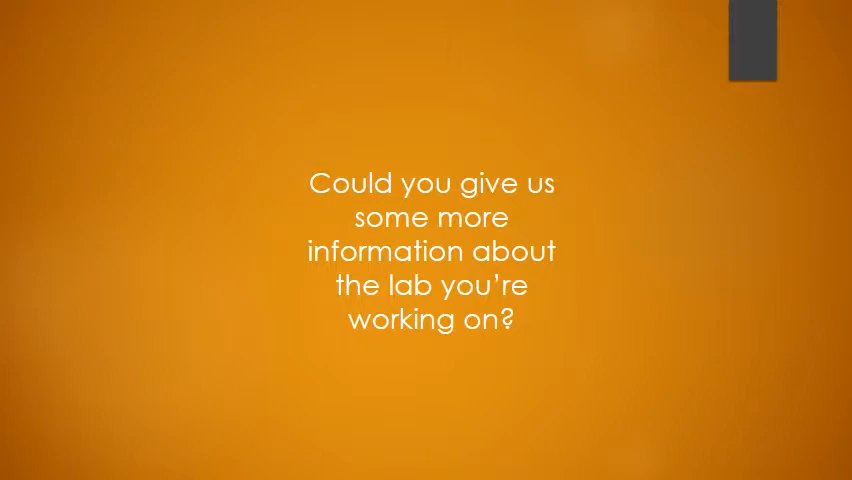 Could you give us
some more
information about
the lab you’re
working on?